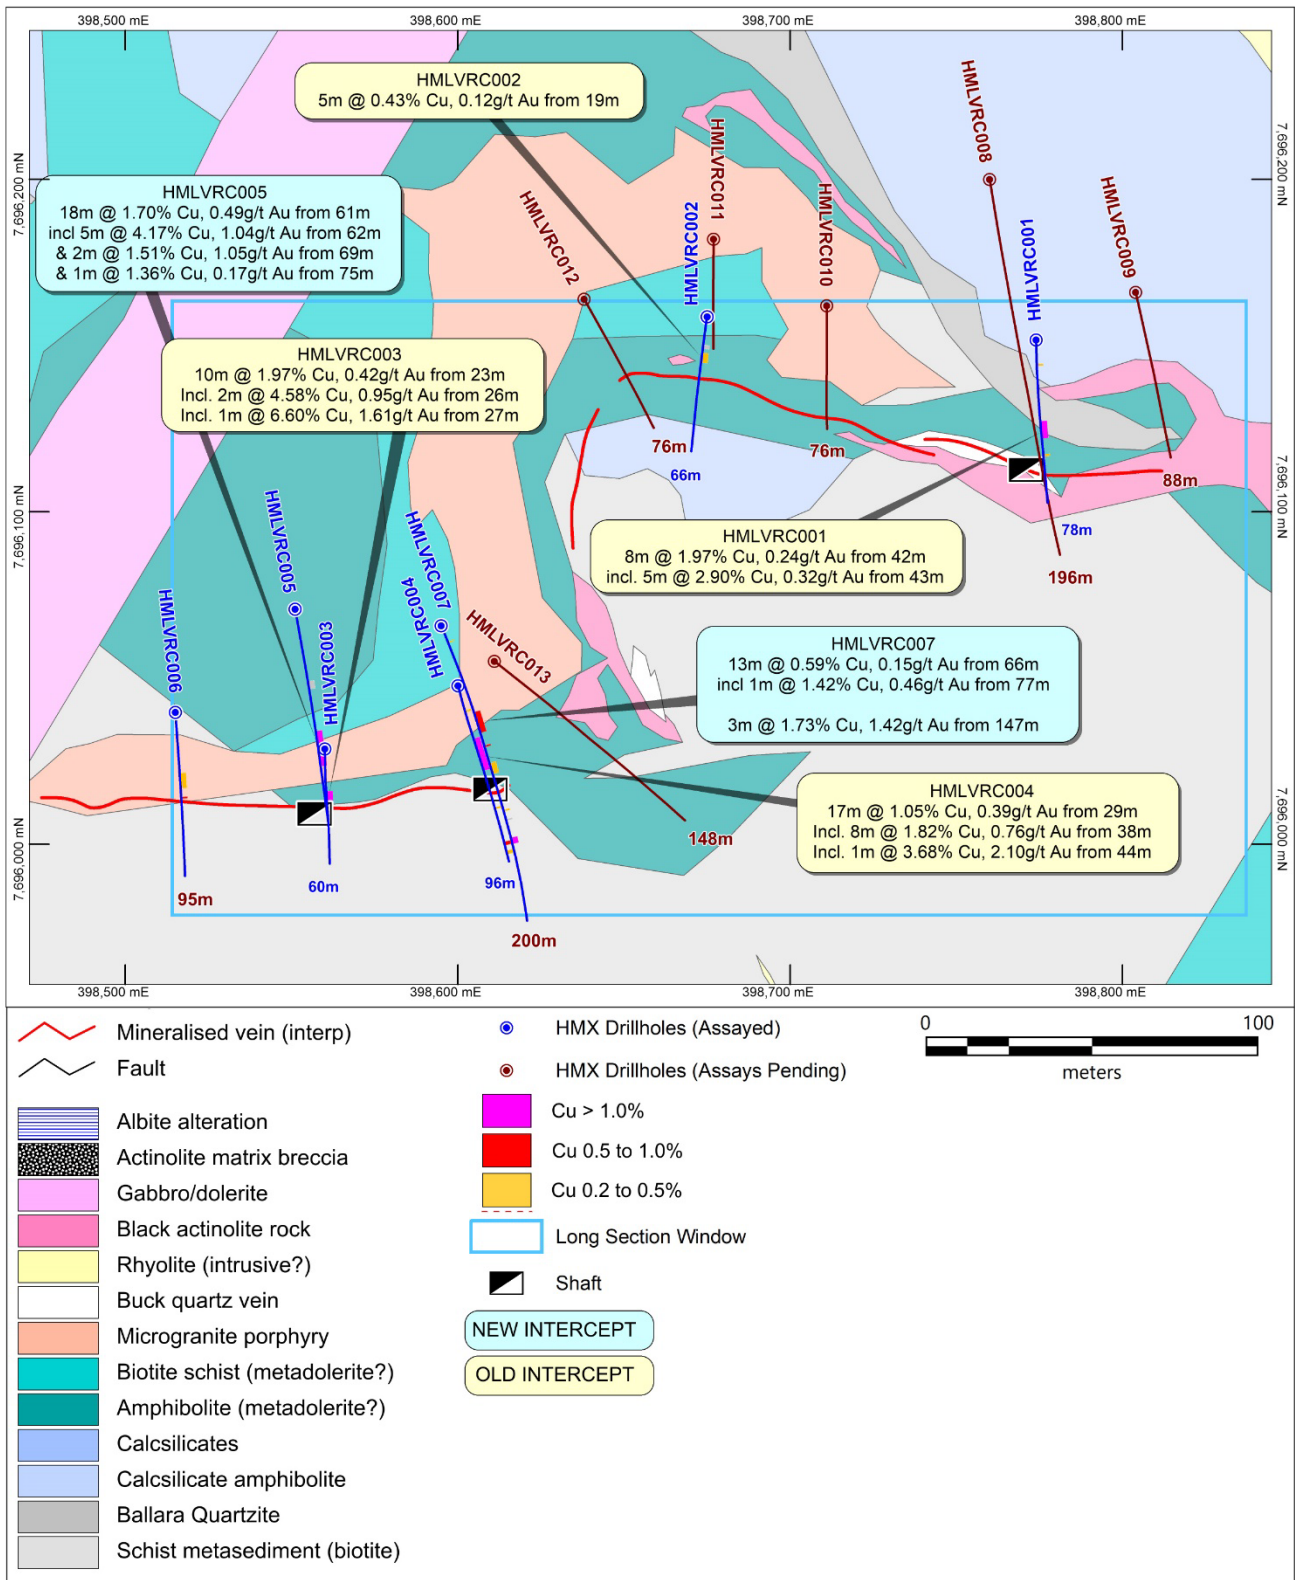 398,500 mE
398,600 mE
398,700 mE
398,800 mE
7,696,200 mN
7,696,200 mN
HMLVRC002
5m @ 0.43% Cu, 0.12g/t Au from 19m
HMLVRC005
18m @ 1.70% Cu, 0.49g/t Au from 61m
incl 5m @ 4.17% Cu, 1.04g/t Au from 62m
& 2m @ 1.51% Cu, 1.05g/t Au from 69m
& 1m @ 1.36% Cu, 0.17g/t Au from 75m
HMLVRC012
HMLVRC002
HMLVRC011
HMLVRC010
HMLVRC008
HMLVRC001
HMLVRC009
HMLVRC003
10m @ 1.97% Cu, 0.42g/t Au from 23m
Incl. 2m @ 4.58% Cu, 0.95g/t Au from 26m
Incl. 1m @ 6.60% Cu, 1.61g/t Au from 27m
76m
66m
76m
88m
78m
196m
7,696,100 mN
7,696,100 mN
HMLVRC001
8m @ 1.97% Cu, 0.24g/t Au from 42m
incl. 5m @ 2.90% Cu, 0.32g/t Au from 43m
HMLVRC006
HMLVRC005
HMLVRC003
HMLVRC007
HMLVRC004
HMLVRC013
HMLVRC007
13m @ 0.59% Cu, 0.15g/t Au from 66m
incl 1m @ 1.42% Cu, 0.46g/t Au from 77m
3m @ 1.73% Cu, 1.42g/t Au from 147m
HMLVRC004
17m @ 1.05% Cu, 0.39g/t Au from 29m
Incl. 8m @ 1.82% Cu, 0.76g/t Au from 38m
Incl. 1m @ 3.68% Cu, 2.10g/t Au from 44m
7,696,000 mN
7,696,000 mN
148m
95m
60m
96m
200m
398,500 mE
398,600 mE
398,700 mE
398,800 mE
Mineralised vein (interp)
Fault
Albite alteration
Actinolite matrix breccia
Gabbro/dolerite
Black actinolite rock
Rhyolite (intrusive?)
Buck quartz vein
Microgranite porphyry
Biotite schist (metadolerite?)
Amphibolite (metadolerite?)
Calcsilicates
Calcsilicate amphibolite
Ballara Quartzite
Schist metasediment (biotite)
HMX Drillholes (Assayed)
HMX Drillholes (Assays Pending)
Cu > 1.0%
Cu 0.5 to 1.0%
Cu 0.2 to 0.5%
Long Section Window
Shaft
NEW INTERCEPT
OLD INTERCEPT
0
100
meters